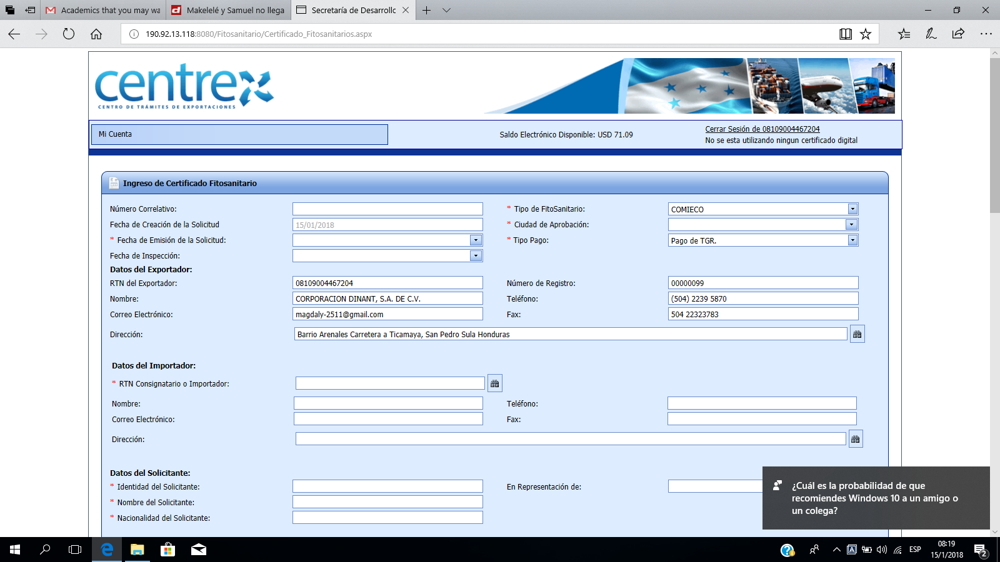 Academics that you may wa
Makelelé y Samuel no llega
Secretaría de Desarrollo
190.92.13.118:8080/Fitosanitario/Certificado_Fitosanitarios.aspx
centrex
CENTRO DE TRÁMITES DE EXPORTACIONES
Mi Cuenta
Saldo Electrónico Disponible: USD 71.09
Cerrar Sesión de 08109004467204
No se esta utilizando ningun certificado digital
Ingreso de Certificado Fitosanitario
Número Correlativo:
* Tipo de FitoSanitario: COMIECO
Fecha de Creación de la Solicitud 15/01/2018
* Ciudad de Aprobación:
* Fecha de Emisión de la Solicitud:
* Tipo Pago: Pago de TGR.
Fecha de Inspección:
Datos del Exportador:
RTN del Exportador: 08109004467204
Número de Registro: 00000099
Nombre: CORPORACION DINANT, S.A. DE C.V.
Teléfono: (504) 2239 5870
Correo Electrónico: magdaly-2511@gmail.com
Fax: 504 22323783
Dirección: Barrio Arenales Carretera a Ticamaya, San Pedro Sula Honduras
Datos del Importador:
* RTN Consignatario o Importador:
Nombre:
Teléfono:
Correo Electrónico:
Fax:
Dirección:
Datos del Solicitante:
* Identidad del Solicitante:
En Representación de:
* Nombre del Solicitante:
* Nacionalidad del Solicitante:
¿Cuál es la probabilidad de que
recomiendes Windows 10 a un amigo o
un colega?
ESP
08:19
15/1/2018
2